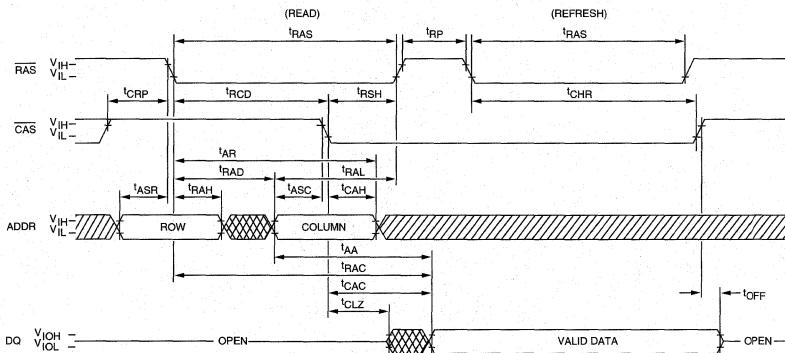 (READ) (REFRESH)
tRAS tRP tRAS
RAS VIH
VIL
tCRP tRCD tRSH tCHR
CAS VIH
VIL
tAR
tRAD tRAL
tASR tRAH tASC tCAH
ADDR VIH
VIL
ROW COLUMN
tAA
tRAC
tCAC
tCLZ tOFF
DQ VIOH
VIOL
OPEN VALID DATA OPEN